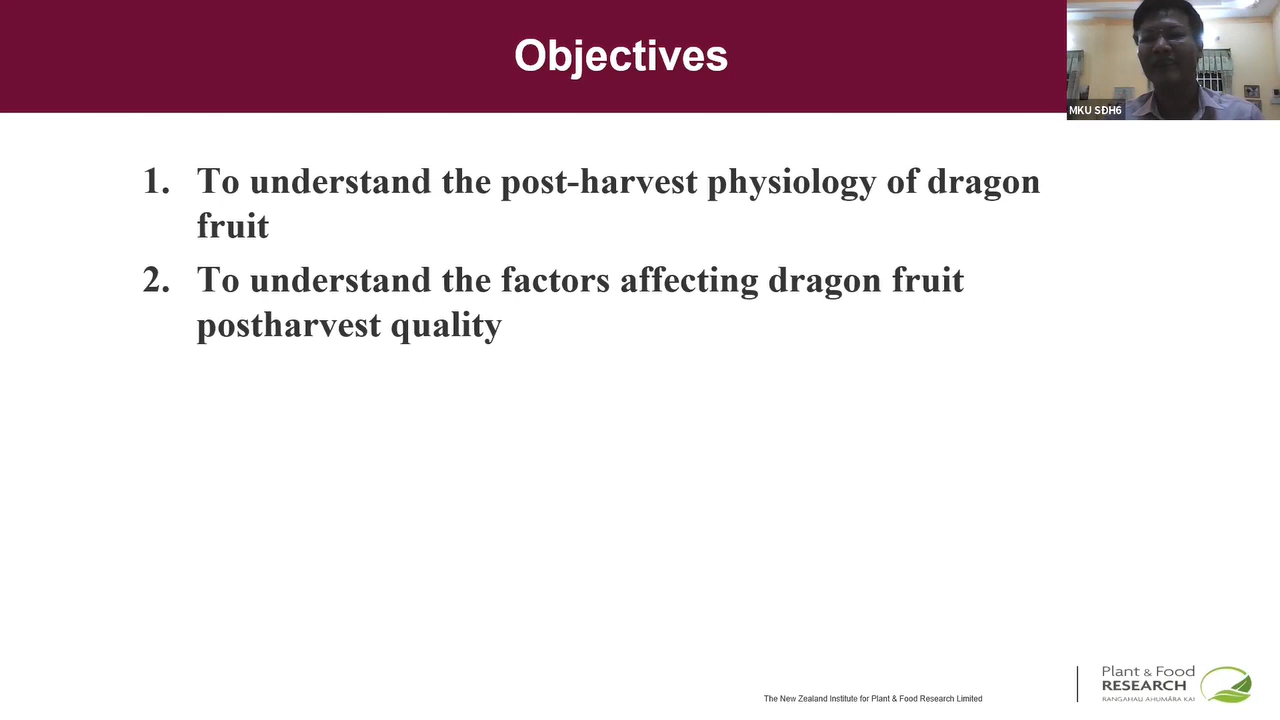 Objectives
MKU SĐH6
1. To understand the post-harvest physiology of dragon
fruit
2. To understand the factors affecting dragon fruit
postharvest quality
The New Zealand Institute for Plant & Food Research Limited
Plant & Food
RESEARCH
RANGAHAU AHUMĀRA KAI